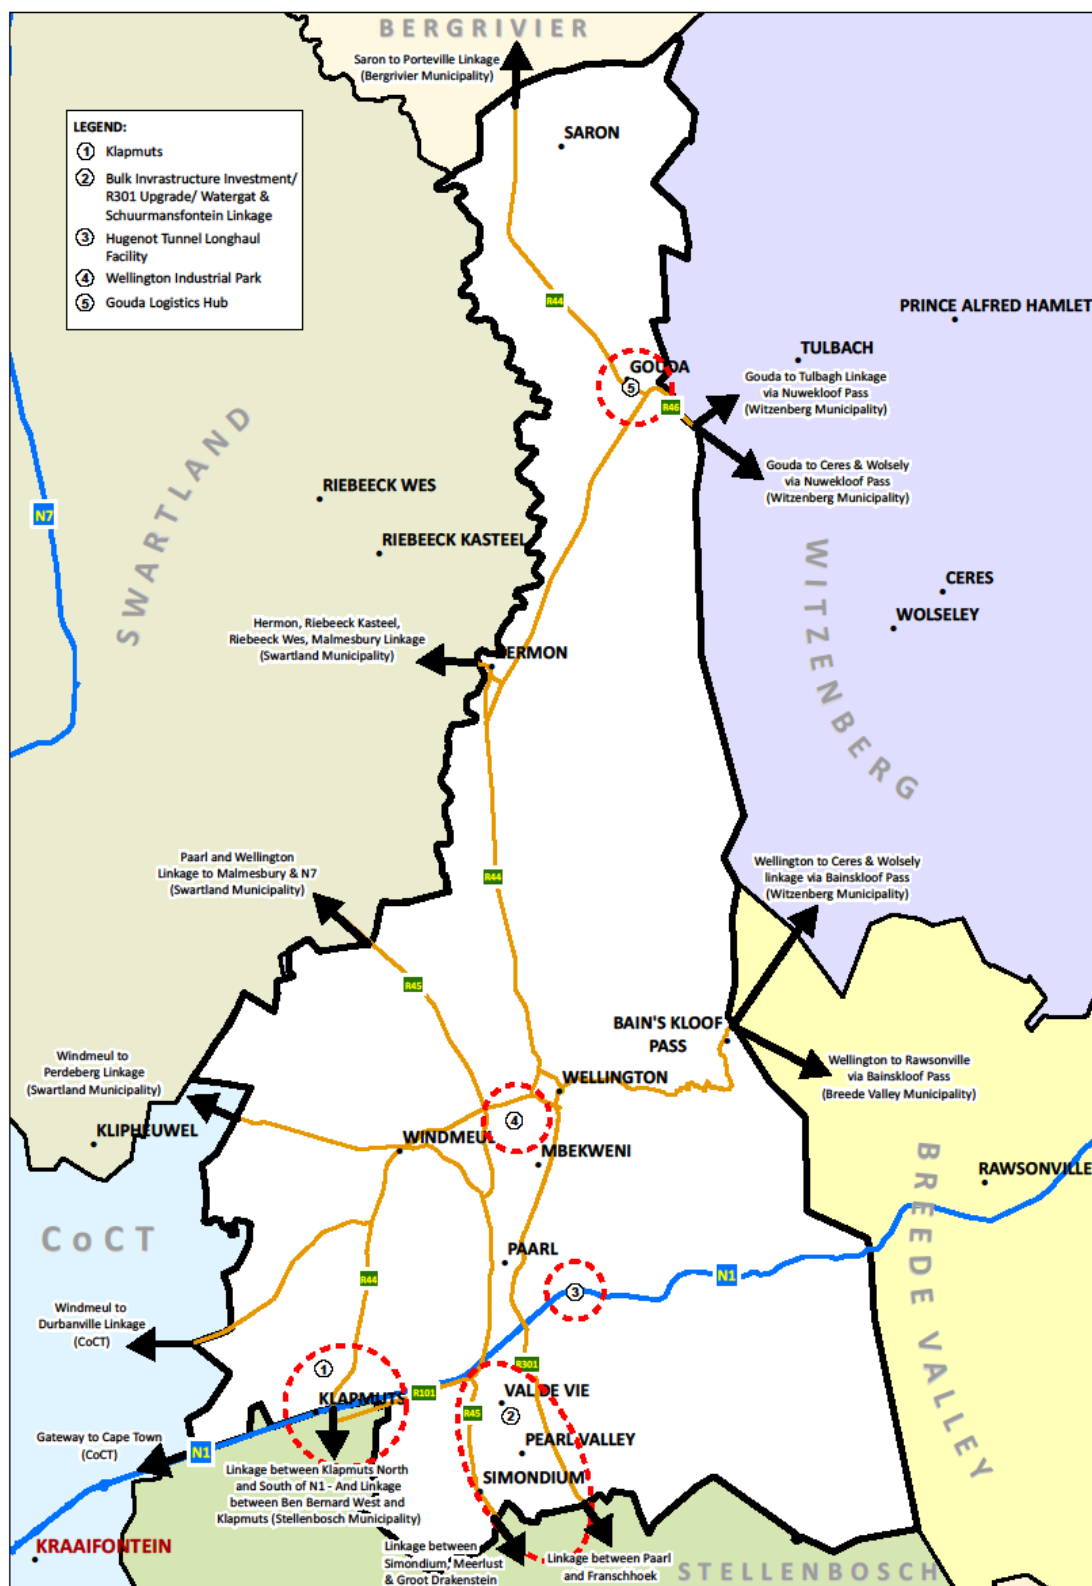 BERGRIVIER
Saron to Porteville Linkage
(Bergrivier Municipality)
LEGEND:
1 Klapmuts
2 Bulk Invrastructure Investment/
R301 Upgrade/ Watergat &
Schuurmansfontein Linkage
3 Hugenot Tunnel Longhaul
Facility
4 Wellington Industrial Park
5 Gouda Logistics Hub
SARON
R44
PRINCE ALFRED HAMLET
TULBACH
GOUDA
5
R46
Gouda to Tulbagh Linkage
via Nuwekloof Pass
(Witzenberg Municipality)
Gouda to Ceres & Wolsely
via Nuwekloof Pass
(Witzenberg Municipality)
SWARTLAND
N7
RIEBEECK WES
RIEBEECK KASTEEL
WITZENBERG
CERES
WOLSELEY
Hermon, Riebeeck Kasteel,
Riebeeck Wes, Malmesbury Linkage
(Swartland Municipality)
HERMON
Paarl and Wellington
Linkage to Malmesbury & N7
(Swartland Municipality)
R44
Wellington to Ceres & Wolsely
linkage via Bainskloof Pass
(Witzenberg Municipality)
R45
BAIN'S KLOOF
PASS
Windmeul to
Perdeberg Linkage
(Swartland Municipality)
WELLINGTON
Wellington to Rawsonville
via Bainskloof Pass
(Breede Valley Municipality)
KLIPHEUWEL
4
WINDMEUL
MBEKWENI
RAWSONVILLE
BREEDE VALLEY
CoCT
PAARL
R44
N1
3
Windmeul to
Durbanville Linkage
(CoCT)
1
R301
KLAPMUTS
R101
VAL DE VIE
R45
2
Gateway to Cape Town
(CoCT)
N1
PEARL VALLEY
Linkage between Klapmuts North
and South of N1 - And Linkage
between Ben Bernard West and
Klapmuts (Stellenbosch Municipality)
SIMONDIUM
KRAAIFONTEIN
Linkage between
Simondium, Meerlust
& Groot Drakenstein
Linkage between Paarl
and Franschhoek
STELLENBOSCH